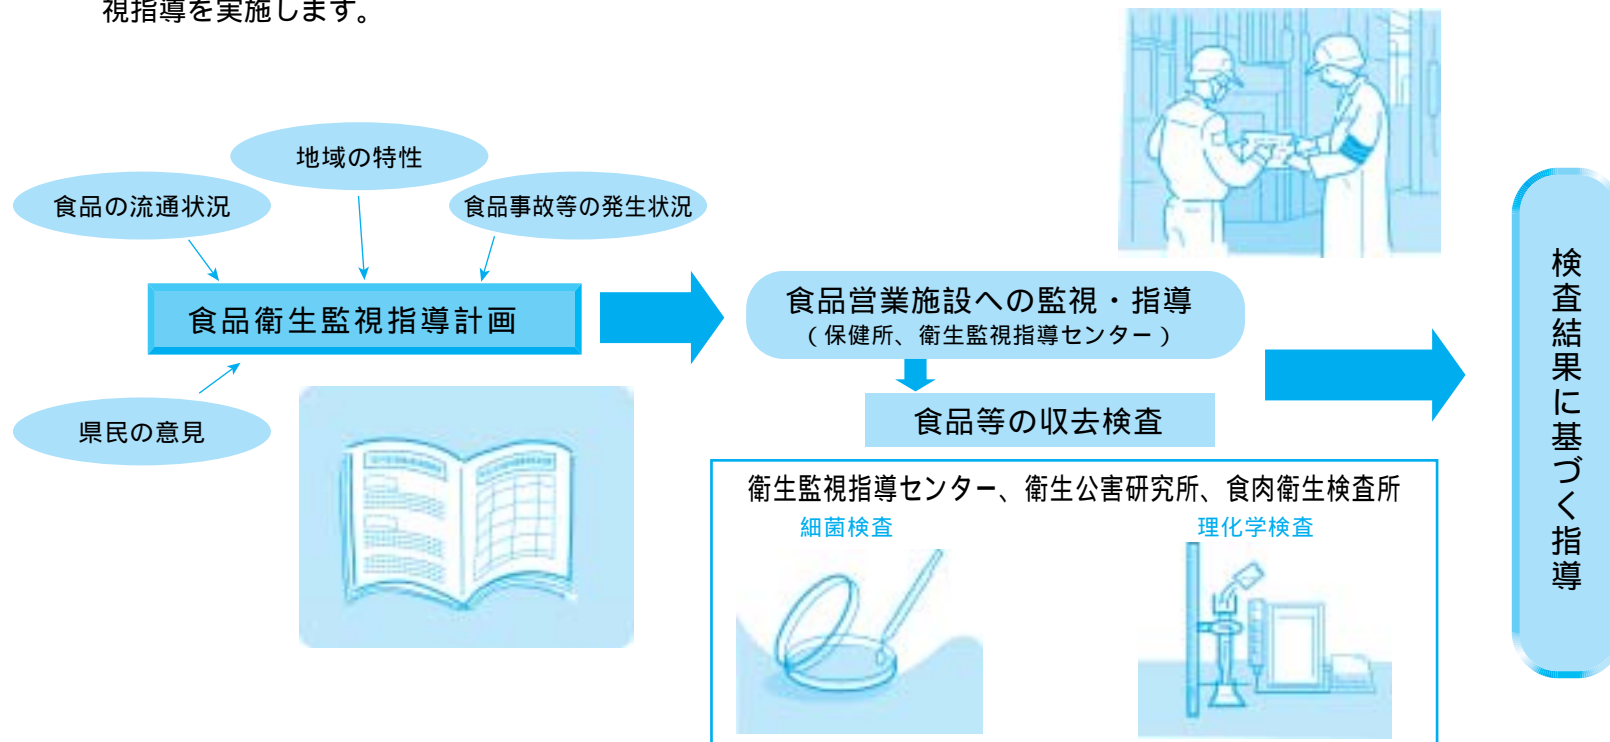 視指導を実施します。
地域の特性
食品の流通状況
食品事故等の発生状況
食品衛生監視指導計画
県民の意見
食品営業施設への監視・指導
（保健所、衛生監視指導センター）
食品等の収去検査
衛生監視指導センター、衛生公害研究所、食肉衛生検査所
細菌検査
理化学検査
検査結果に基づく指導